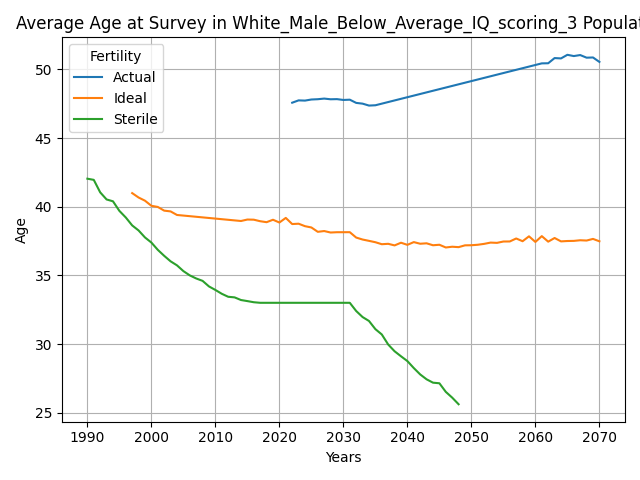 Average Age at Survey in White_Male_Below_Average_IQ_scoring_3 Populat
Fertility
Actual
Ideal
Sterile
Age
50
45
40
35
30
25
1990 2000 2010 2020 2030 2040 2050 2060 2070
Years